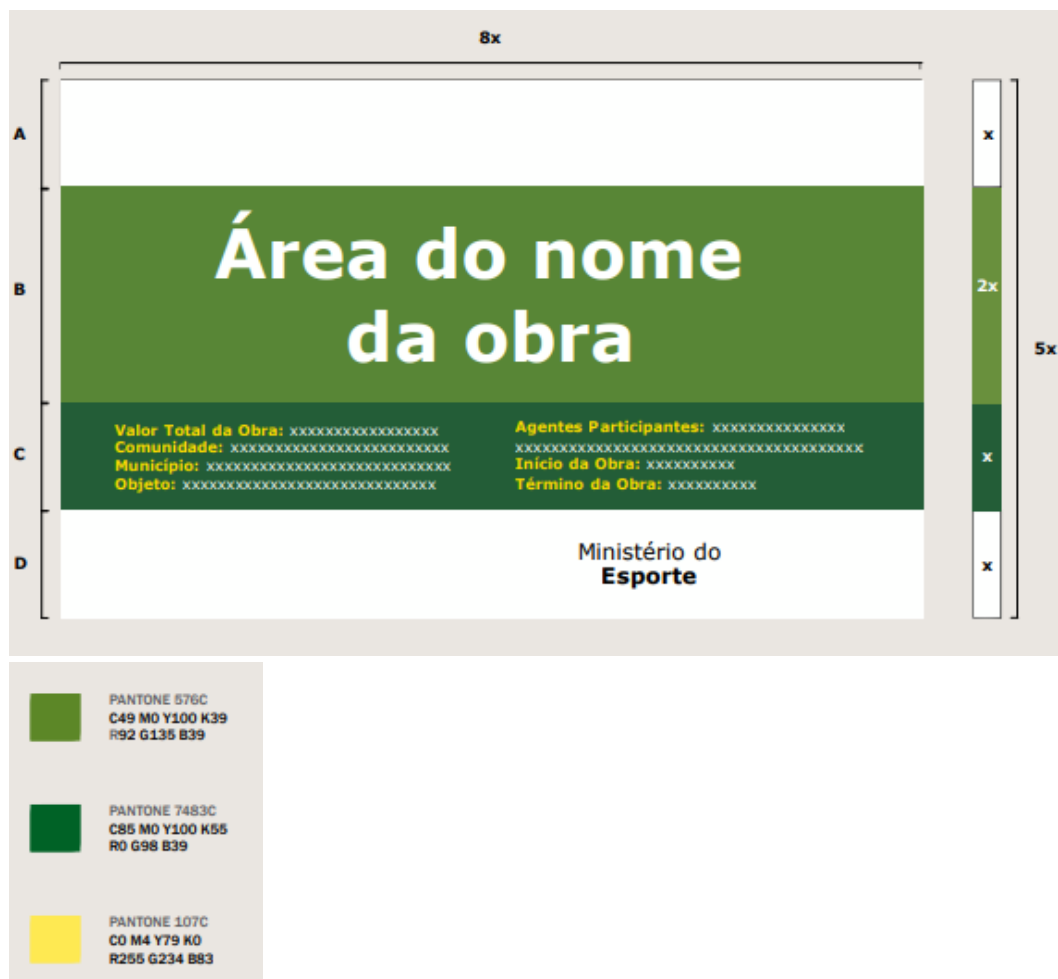 8x
A
x
Área do nome
da obra
B
2x
5x
Valor Total da Obra: xxxxxxxxxxxxxxxxx
Comunidade: xxxxxxxxxxxxxxxxxxxxxxxxx
Município: xxxxxxxxxxxxxxxxxxxxxxxxxxxx
Objeto: xxxxxxxxxxxxxxxxxxxxxxxxxxxxx
Agentes Participantes: xxxxxxxxxxxxxxx
xxxxxxxxxxxxxxxxxxxxxxxxxxxxxxxxxxxxxxxx
Início da Obra: xxxxxxxxxx
Término da Obra: xxxxxxxxxx
C
x
Ministério do
Esporte
D
x
PANTONE 576C
C49 M0 Y100 K39
R92 G135 B39
PANTONE 7483C
C85 M0 Y100 K55
R0 G98 B39
PANTONE 107C
C0 M4 Y79 K0
R255 G234 B83